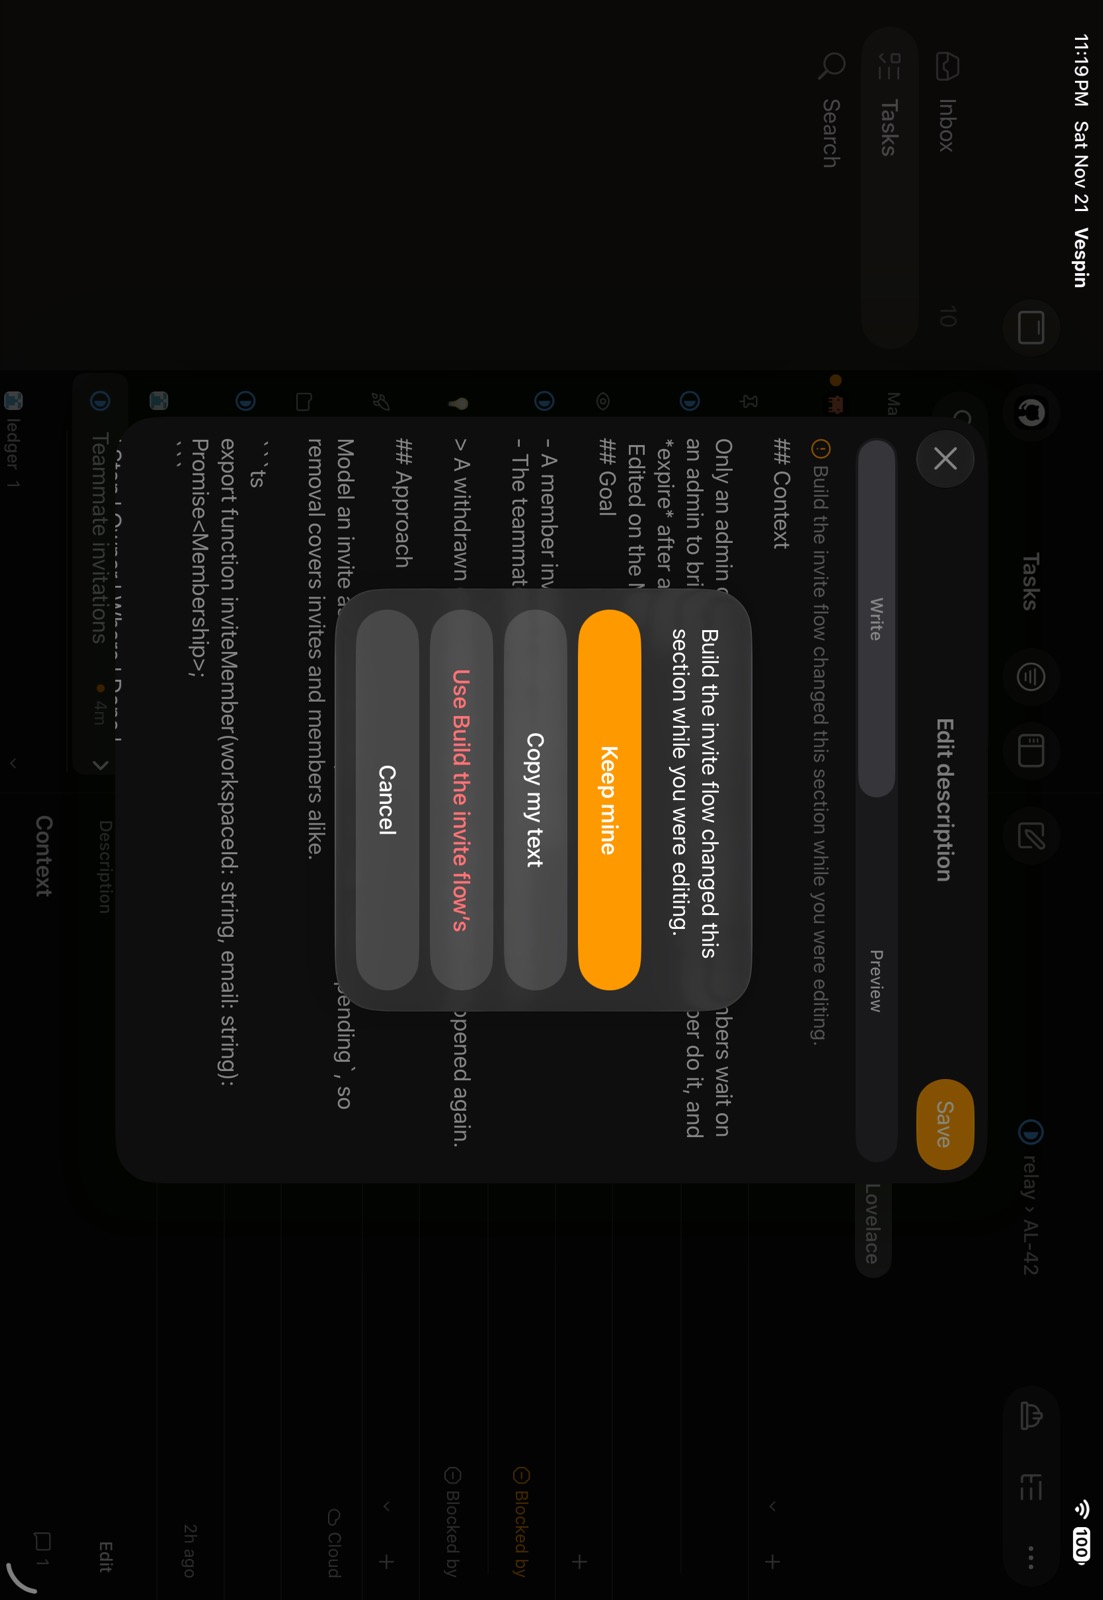 11:19 PM Sat Nov 21 Vespin
100
Tasks
relay › AL-42
Inbox 10
Tasks
Search
Edit description
Save
Write
Preview
Lovelace
Build the invite flow changed this section while you were editing.
## Context
Only an admin
mbers wait on
an admin to bri
ber do it, and
*expire* after a
Edited on the M
## Goal
- A member inv
- The teammat
> A withdrawn
opened again.
## Approach
Model an invite as
pending`, so
removal covers invites and members alike.
```ts
export function inviteMember(workspaceId: string, email: string):
Promise<Membership>;
```
| Step | Owner | Where | Done |
Build the invite flow changed this
section while you were editing.
Keep mine
Copy my text
Use Build the invite flow’s
Cancel
Ma
Blocked by
Blocked by
Cloud
2h ago
Teammate invitations 4m
Description
Edit
Context
1
ledger 1